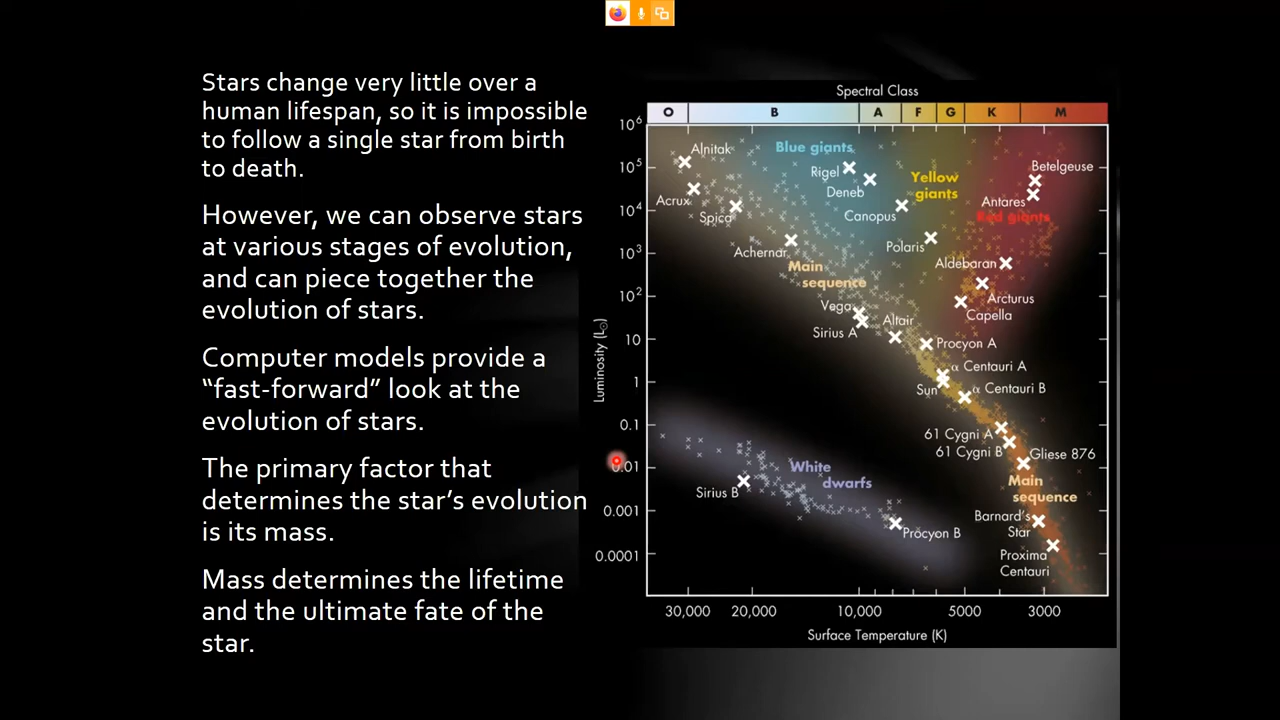 Stars change very little over a
human lifespan, so it is impossible
to follow a single star from birth
to death.
However, we can observe stars
at various stages of evolution,
and can piece together the
evolution of stars.
Computer models provide a
“fast-forward” look at the
evolution of stars.
The primary factor that
determines the star’s evolution
is its mass.
Mass determines the lifetime
and the ultimate fate of the
star.
Spectral Class
O B A F G K M
Luminosity (L☉)
10⁶
10⁵
10⁴
10³
10²
10
1
0.1
0.01
0.001
0.0001
Alnitak
Blue giants
Betelgeuse
Rigel
Yellow
giants
Deneb
Acrux
Antares
Spica
Canopus
Red giants
Achernar
Polaris
Main
sequence
Aldebaran
Vega
Arcturus
Sirius A
Altair
Capella
Procyon A
α Centauri A
Sun
α Centauri B
61 Cygni A
61 Cygni B
Gliese 876
White
dwarfs
Main
sequence
Sirius B
Barnard’s
Star
Procyon B
Proxima
Centauri
30,000 20,000 10,000 5000 3000
Surface Temperature (K)